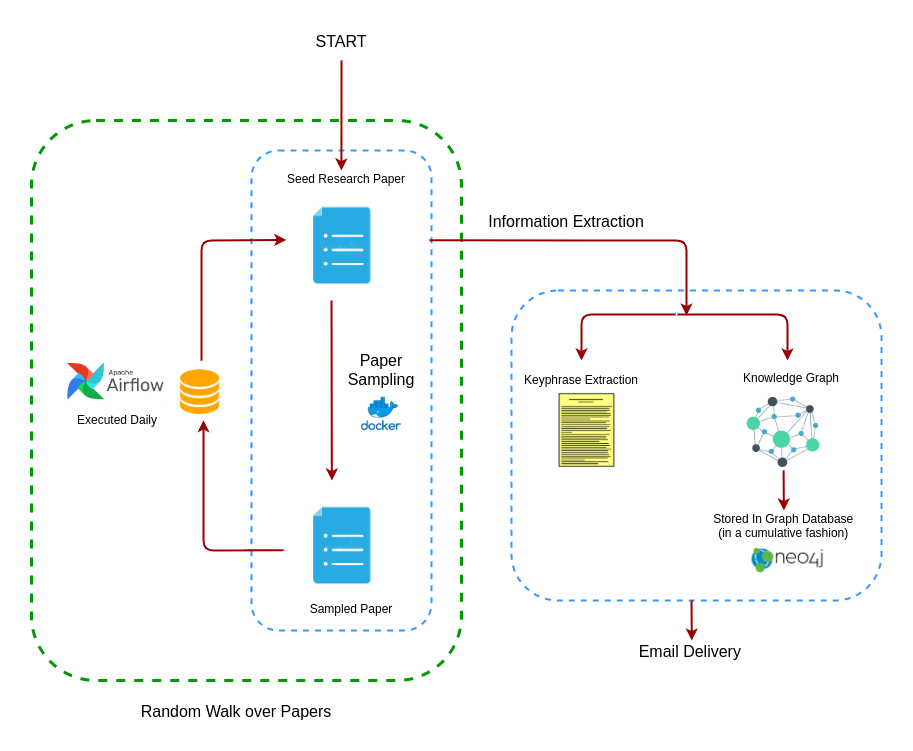 START
Seed Research Paper
Information Extraction
Paper
Sampling
docker
Apache
Airflow
Executed Daily
Keyphrase Extraction
Knowledge Graph
Stored In Graph Database
(in a cumulative fashion)
neo4j
Sampled Paper
Email Delivery
Random Walk over Papers